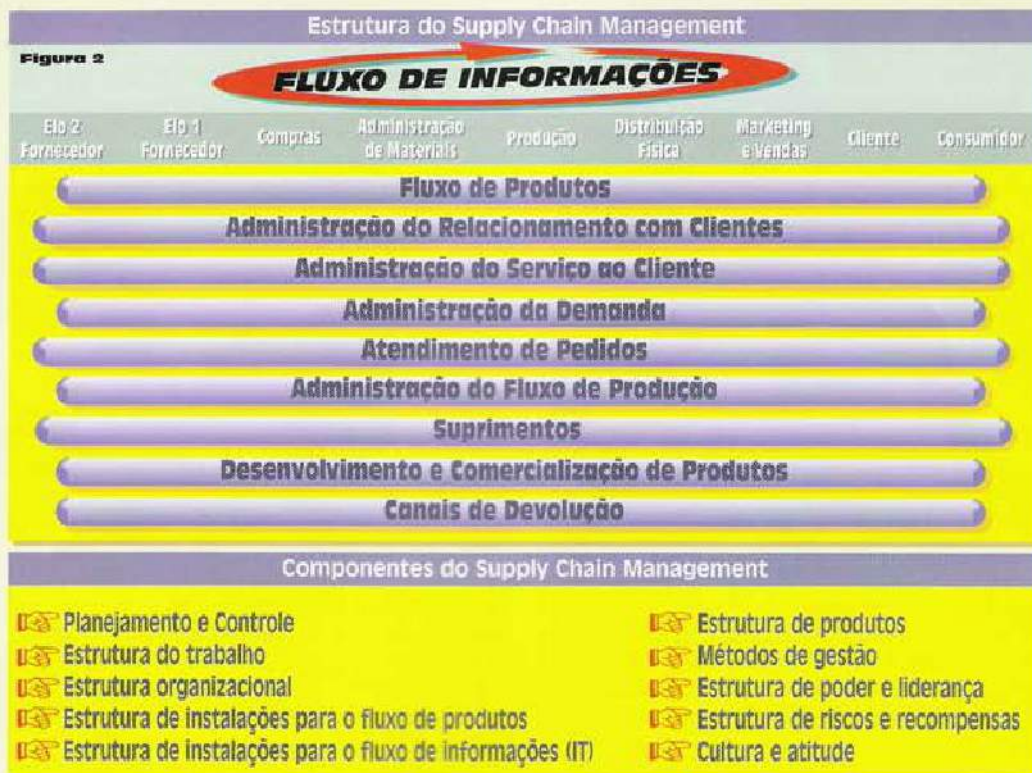 Estrutura do Supply Chain Management
Figura 2
FLUXO DE INFORMAÇÕES
Elo 2 Fornecedor
Elo 1 Fornecedor
Compras
Administração de Materiais
Produção
Distribuição Física
Marketing e Vendas
Cliente
Consumidor
Fluxo de Produtos
Administração do Relacionamento com Clientes
Administração do Serviço ao Cliente
Administração da Demanda
Atendimento de Pedidos
Administração do Fluxo de Produção
Suprimentos
Desenvolvimento e Comercialização de Produtos
Canais de Devolução
Componentes do Supply Chain Management
Planejamento e Controle
Estrutura do trabalho
Estrutura organizacional
Estrutura de instalações para o fluxo de produtos
Estrutura de instalações para o fluxo de informações (IT)
Estrutura de produtos
Métodos de gestão
Estrutura de poder e liderança
Estrutura de riscos e recompensas
Cultura e atitude